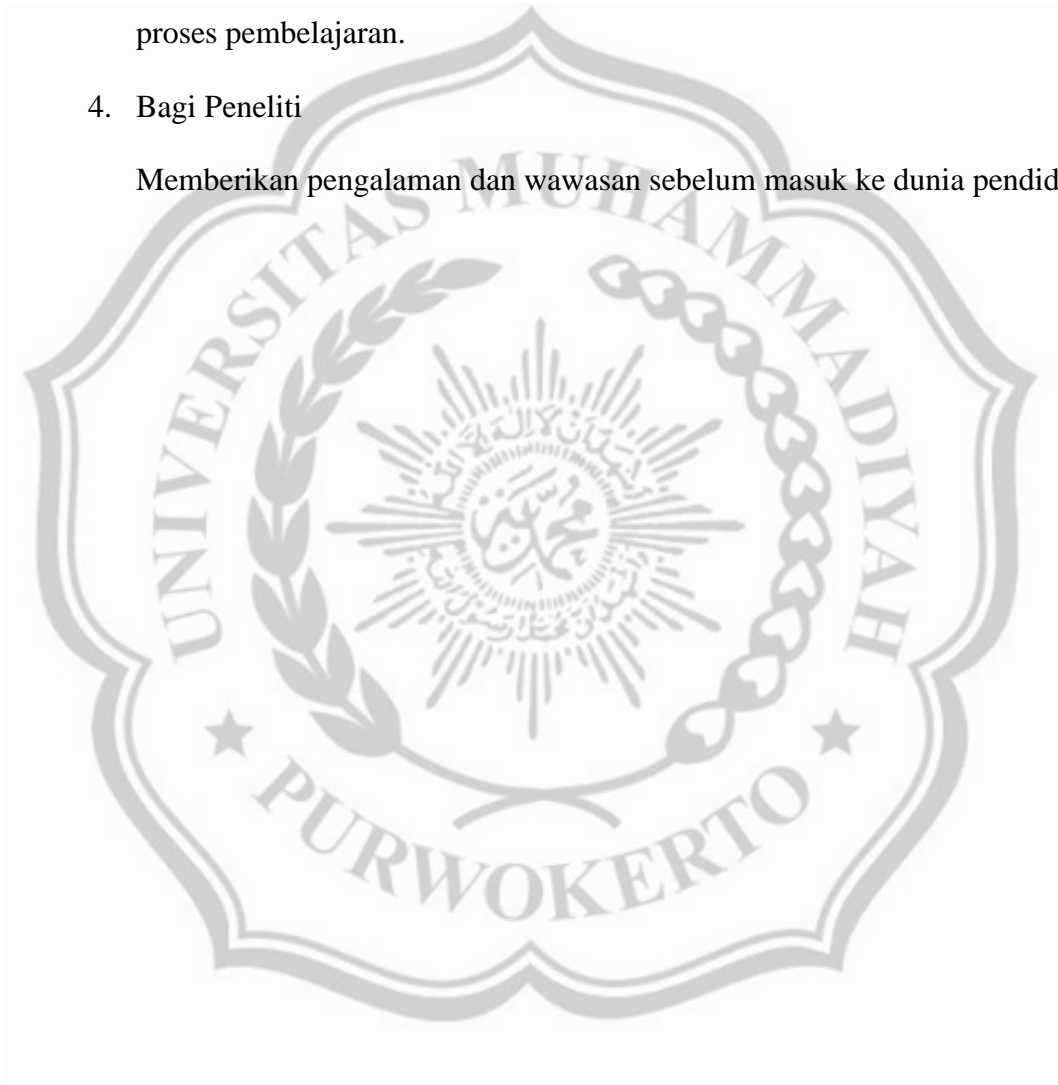 proses pembelajaran.
4. Bagi Peneliti
Memberikan pengalaman dan wawasan sebelum masuk ke dunia pendid
UNIVERSITAS MUHAMMADIYAH
★ PURWOKERTO ★